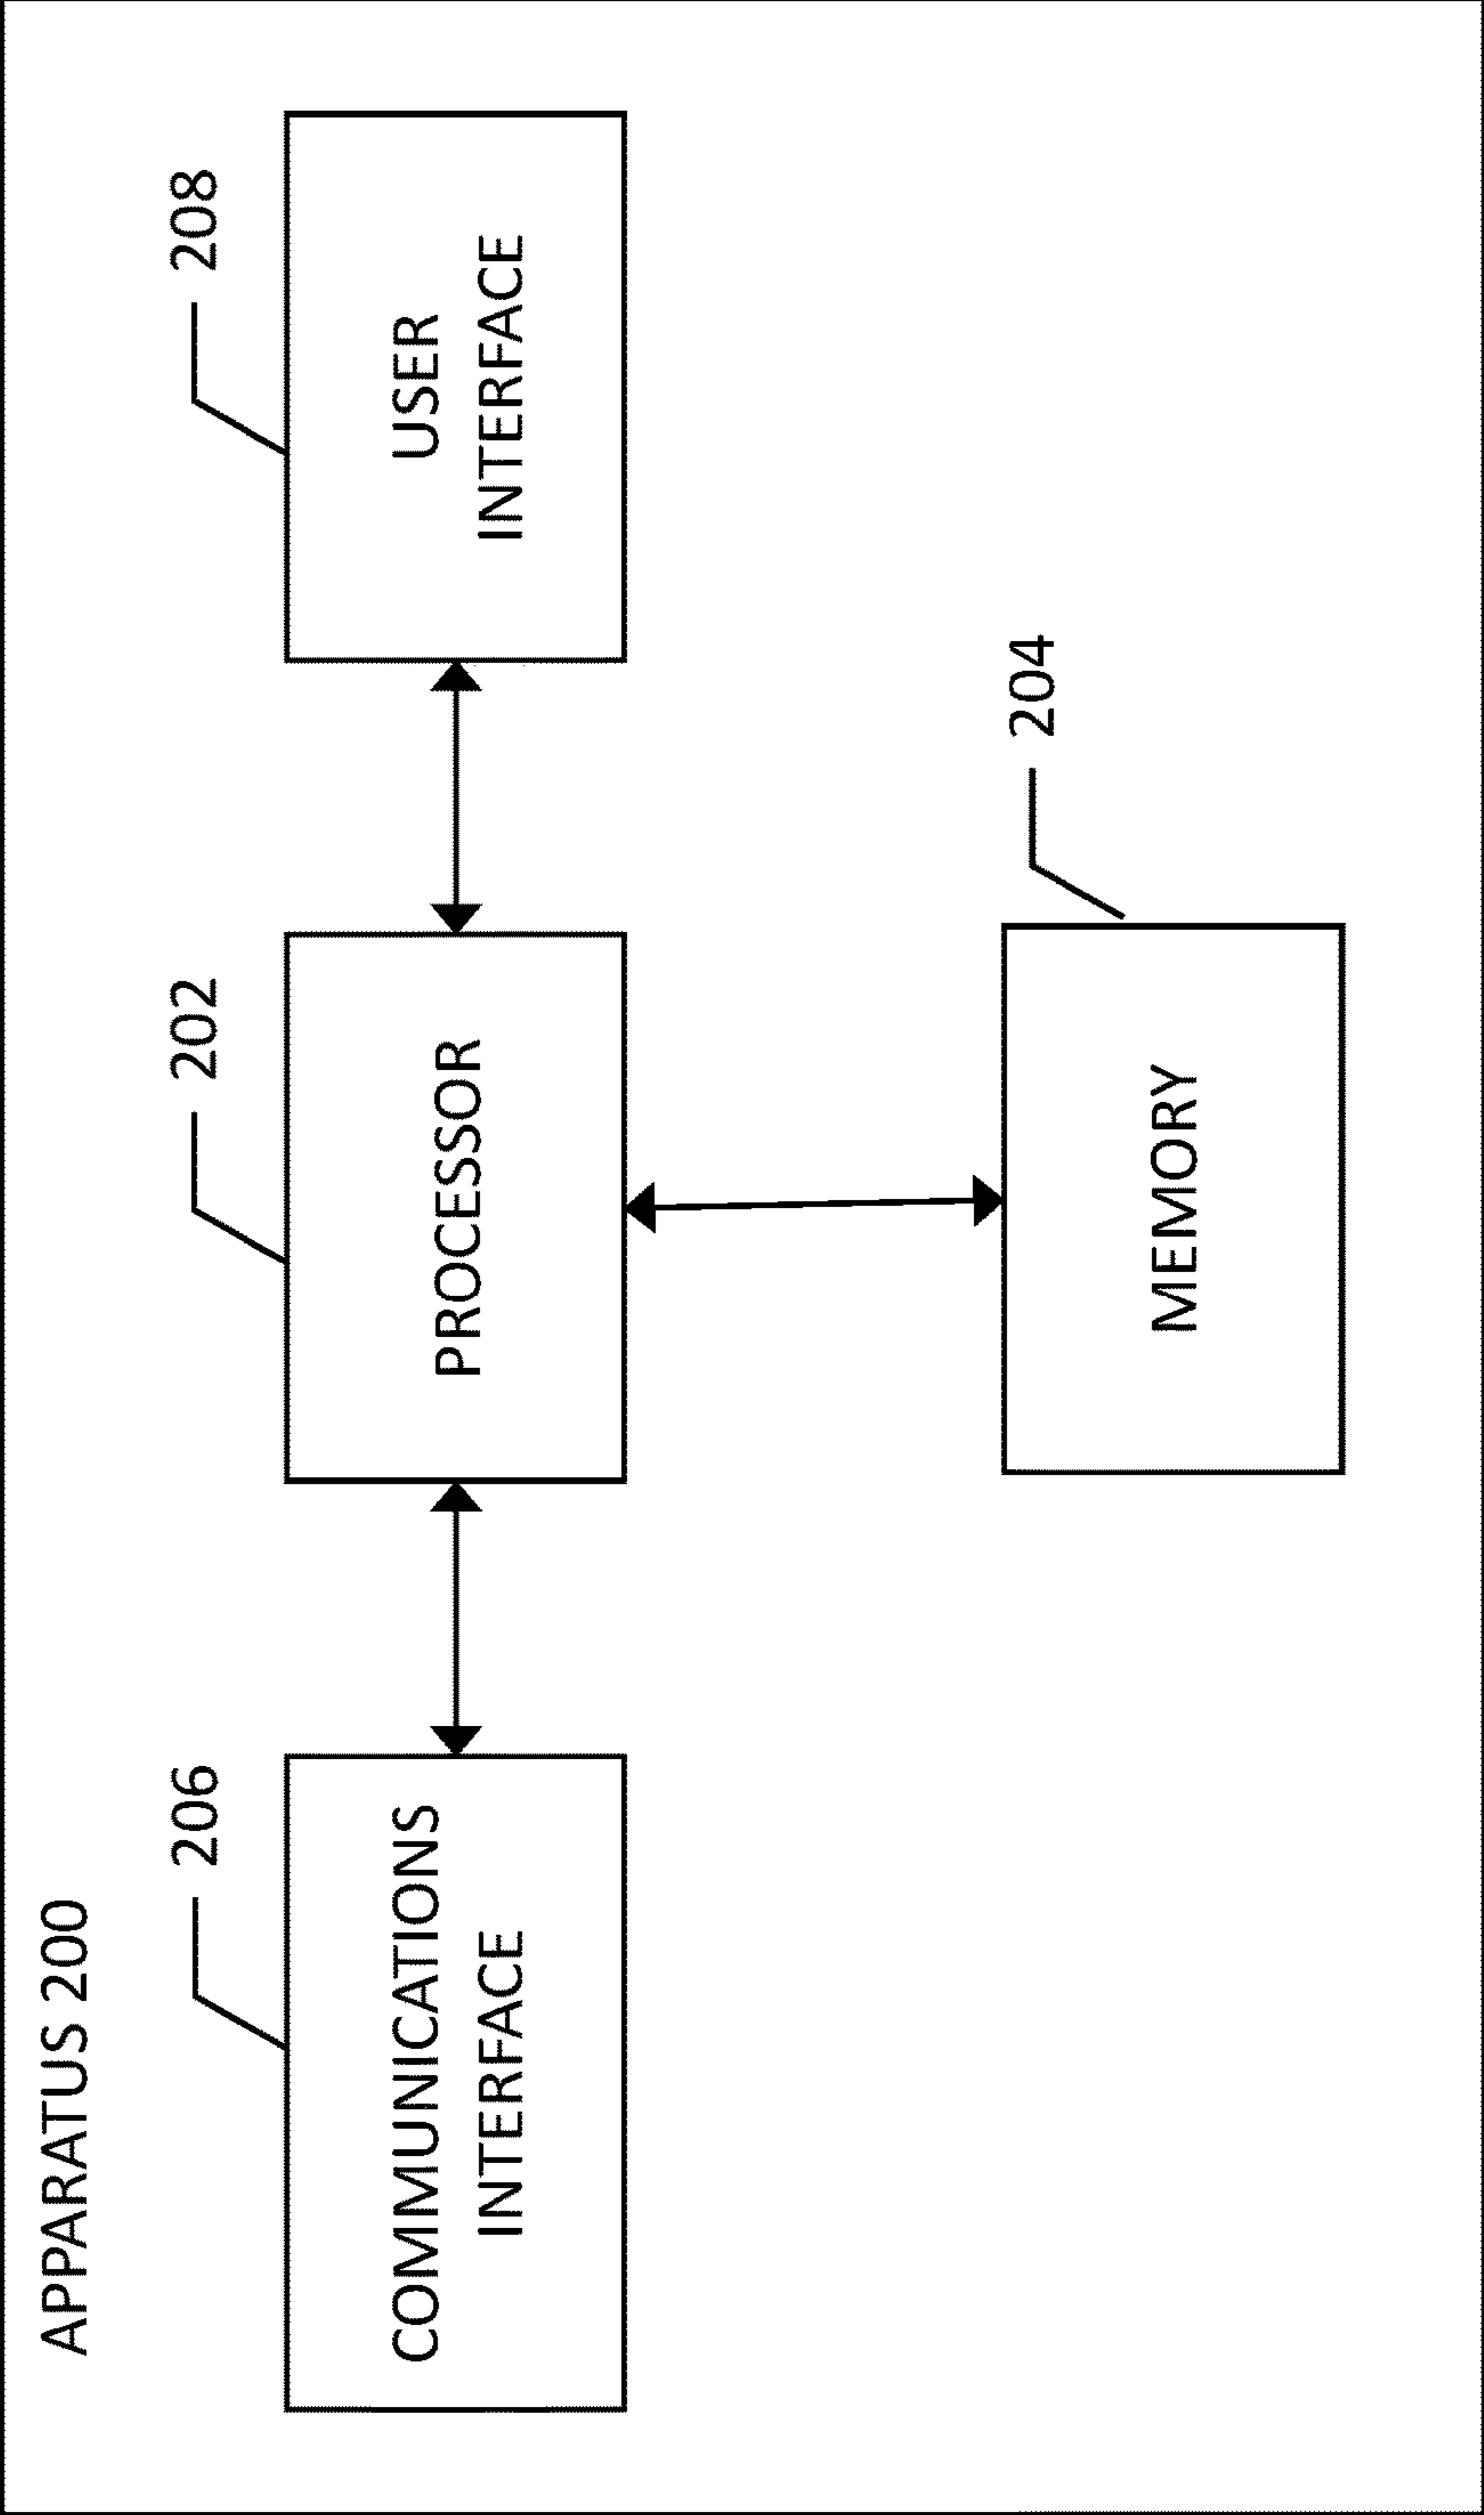 APPARATUS 200
206
202
208
COMMUNICATIONS
INTERFACE
PROCESSOR
USER
INTERFACE
204
MEMORY